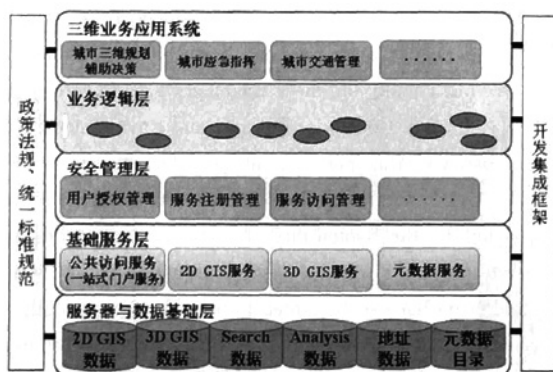 三维业务应用系统
城市三维规划
辅助决策
城市应急指挥
城市交通管理
······
业务逻辑层
安全管理层
用户授权管理
服务注册管理
服务访问管理
······
基础服务层
公共访问服务
(一站式门户服务)
2D GIS服务
3D GIS服务
元数据服务
服务器与数据基础层
2D GIS
数据
3D GIS
数据
Search
数据
Analysis
数据
地址
数据
元数据
目录
政策法规、统一标准规范
开发集成框架